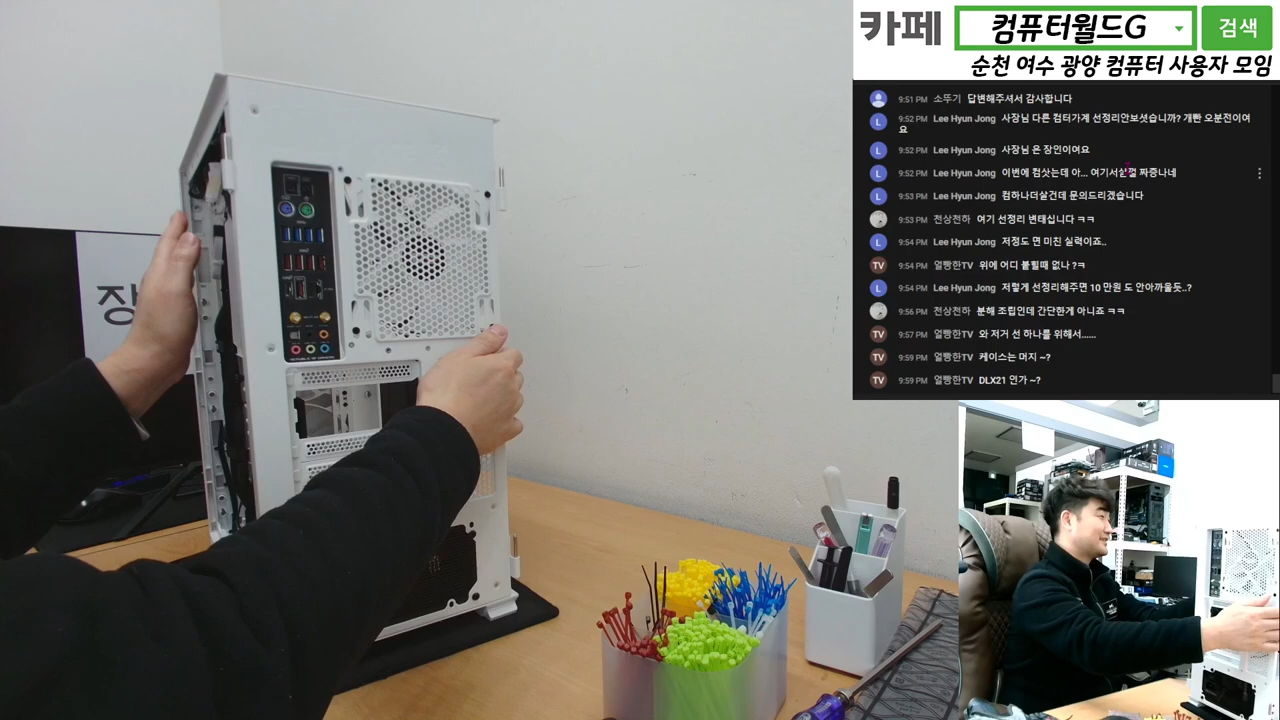 카페 컴퓨터월드G 검색
순천 여수 광양 컴퓨터 사용자 모임
9:51 PM 소뚜기 답변해주셔서 감사합니다
9:52 PM Lee Hyun Jong 사장님 다른 컴터가게 선정리안보셧습니까? 개빤 오분전이여
요
9:52 PM Lee Hyun Jong 사장님 은 장인이여요
9:52 PM Lee Hyun Jong 이번에 컴삿는데 아... 여기서살껄 짜증나네
9:53 PM Lee Hyun Jong 컴하나더살건데 문의드리겠습니다
9:53 PM 천상천하 여기 선정리 변태십니다 ㅋㅋ
9:54 PM Lee Hyun Jong 저정도 면 미친 실력이죠..
9:54 PM 얼빵한TV 위에 어디 붙힐때 없나 ?ㅋ
9:54 PM Lee Hyun Jong 저렇게 선정리해주면 10 만원 도 안아까울듯..?
9:56 PM 천상천하 분해 조립인데 간단한게 아니죠 ㅋㅋ
9:57 PM 얼빵한TV 와 저거 선 하나를 위해서......
9:59 PM 얼빵한TV 케이스는 머지 ~?
9:59 PM 얼빵한TV DLX21 인가 ~?
장